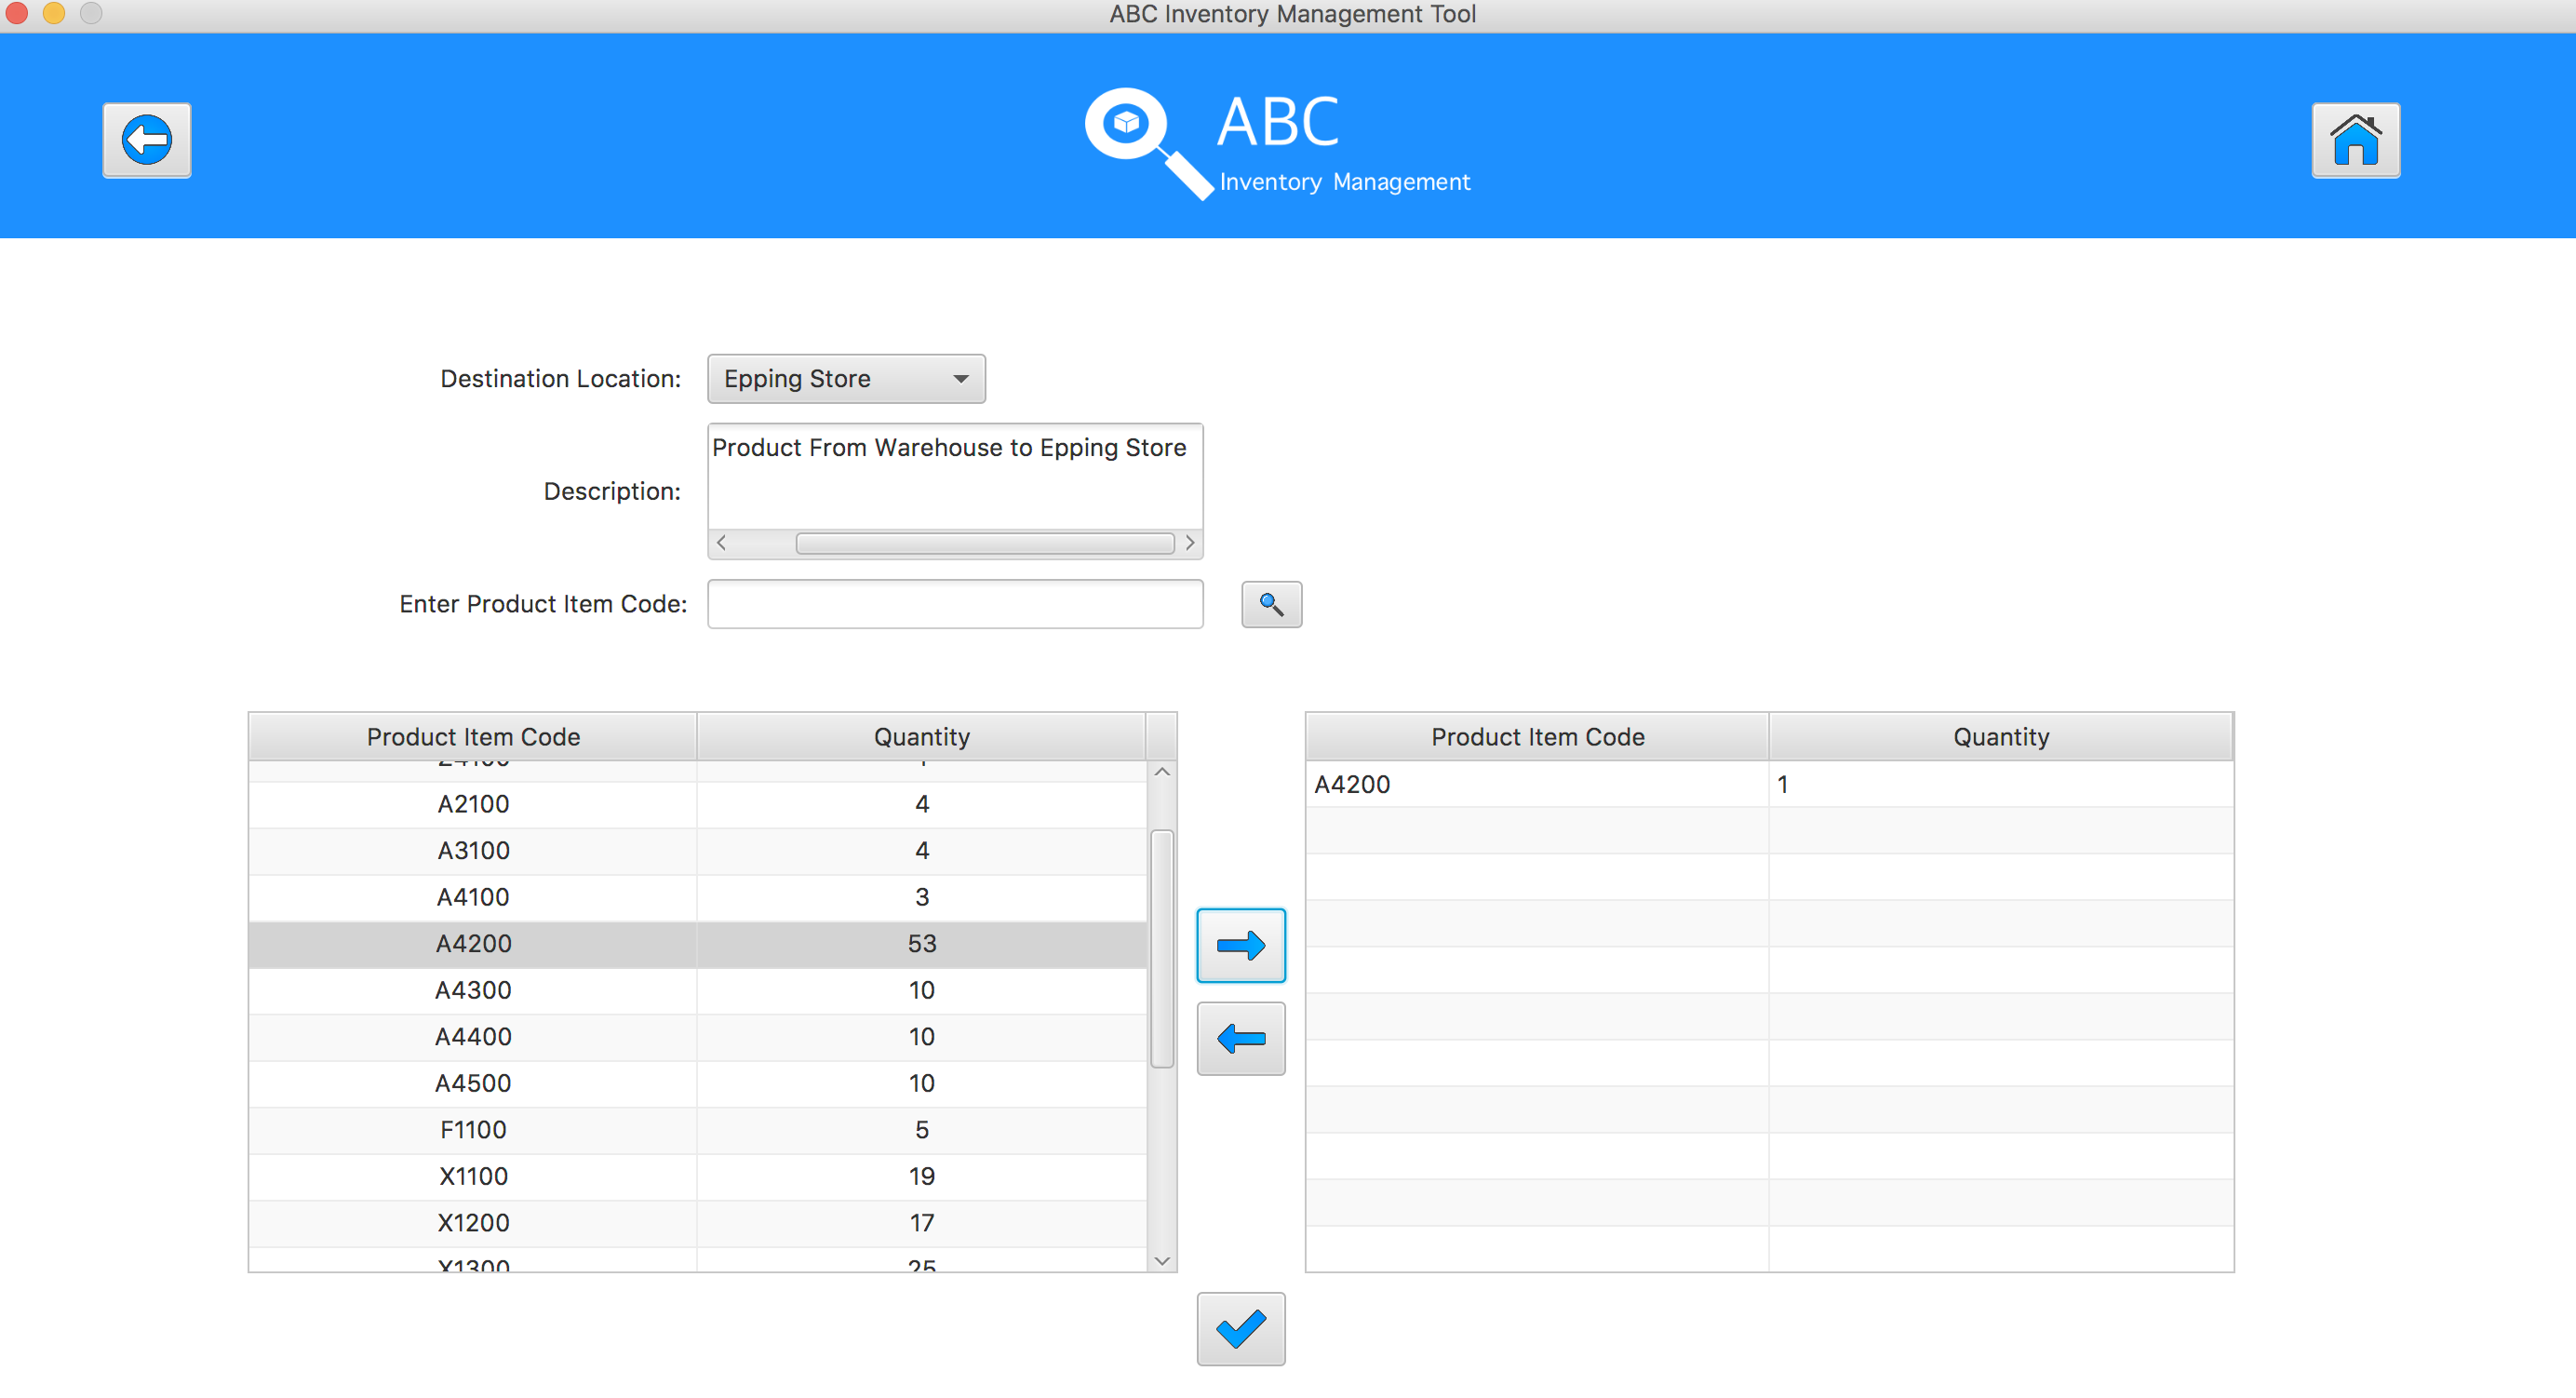 ABC Inventory Management Tool
ABC
Inventory Management
Destination Location: Epping Store
Product From Warehouse to Epping Store
Description:
Enter Product Item Code:
Product Item Code Quantity
A2100 4
A3100 4
A4100 3
A4200 53
A4300 10
A4400 10
A4500 10
F1100 5
X1100 19
X1200 17
X1300 25
Product Item Code Quantity
A4200 1